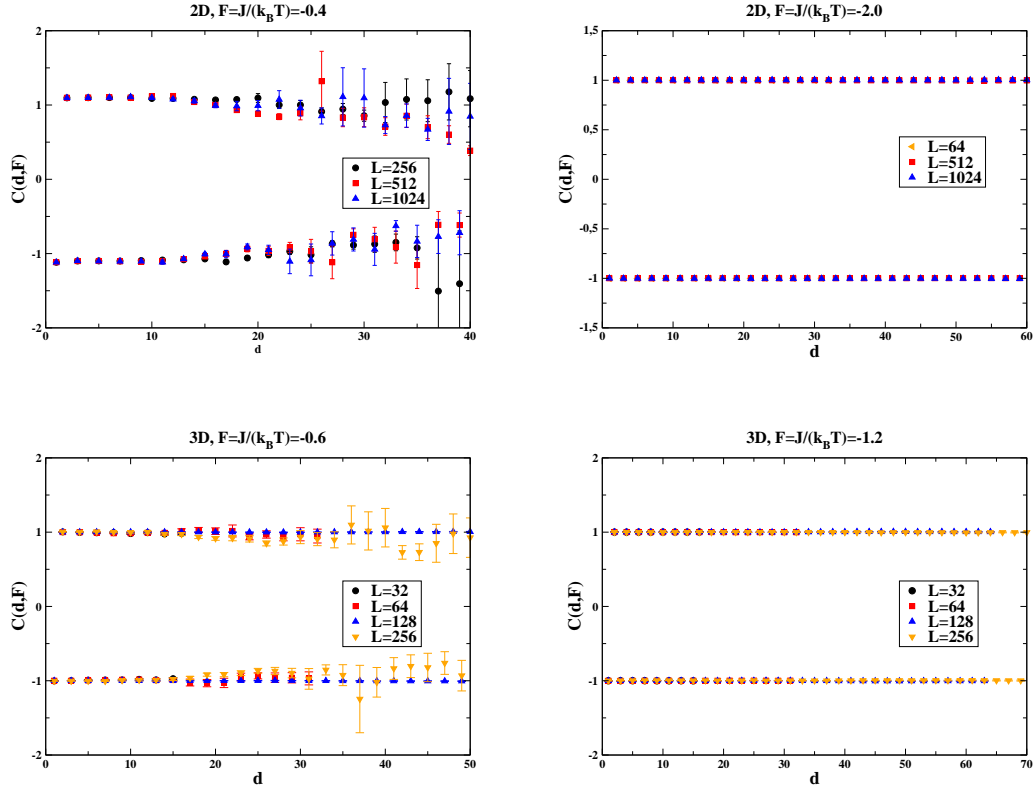 2D, F=J/(k_BT)=-0.4
2
1
0
-1
-2
C(d,F)
0
10
20
30
40
d
L=256
L=512
L=1024
2D, F=J/(k_BT)=-2.0
1,5
1
0,5
0
-0,5
-1
-1,5
C(d,F)
0
10
20
30
40
50
60
d
L=64
L=512
L=1024
3D, F=J/(k_BT)=-0.6
2
1
0
-1
-2
C(d,F)
0
10
20
30
40
50
d
L=32
L=64
L=128
L=256
3D, F=J/(k_BT)=-1.2
2
1
0
-1
-2
C(d,F)
0
10
20
30
40
50
60
70
d
L=32
L=64
L=128
L=256